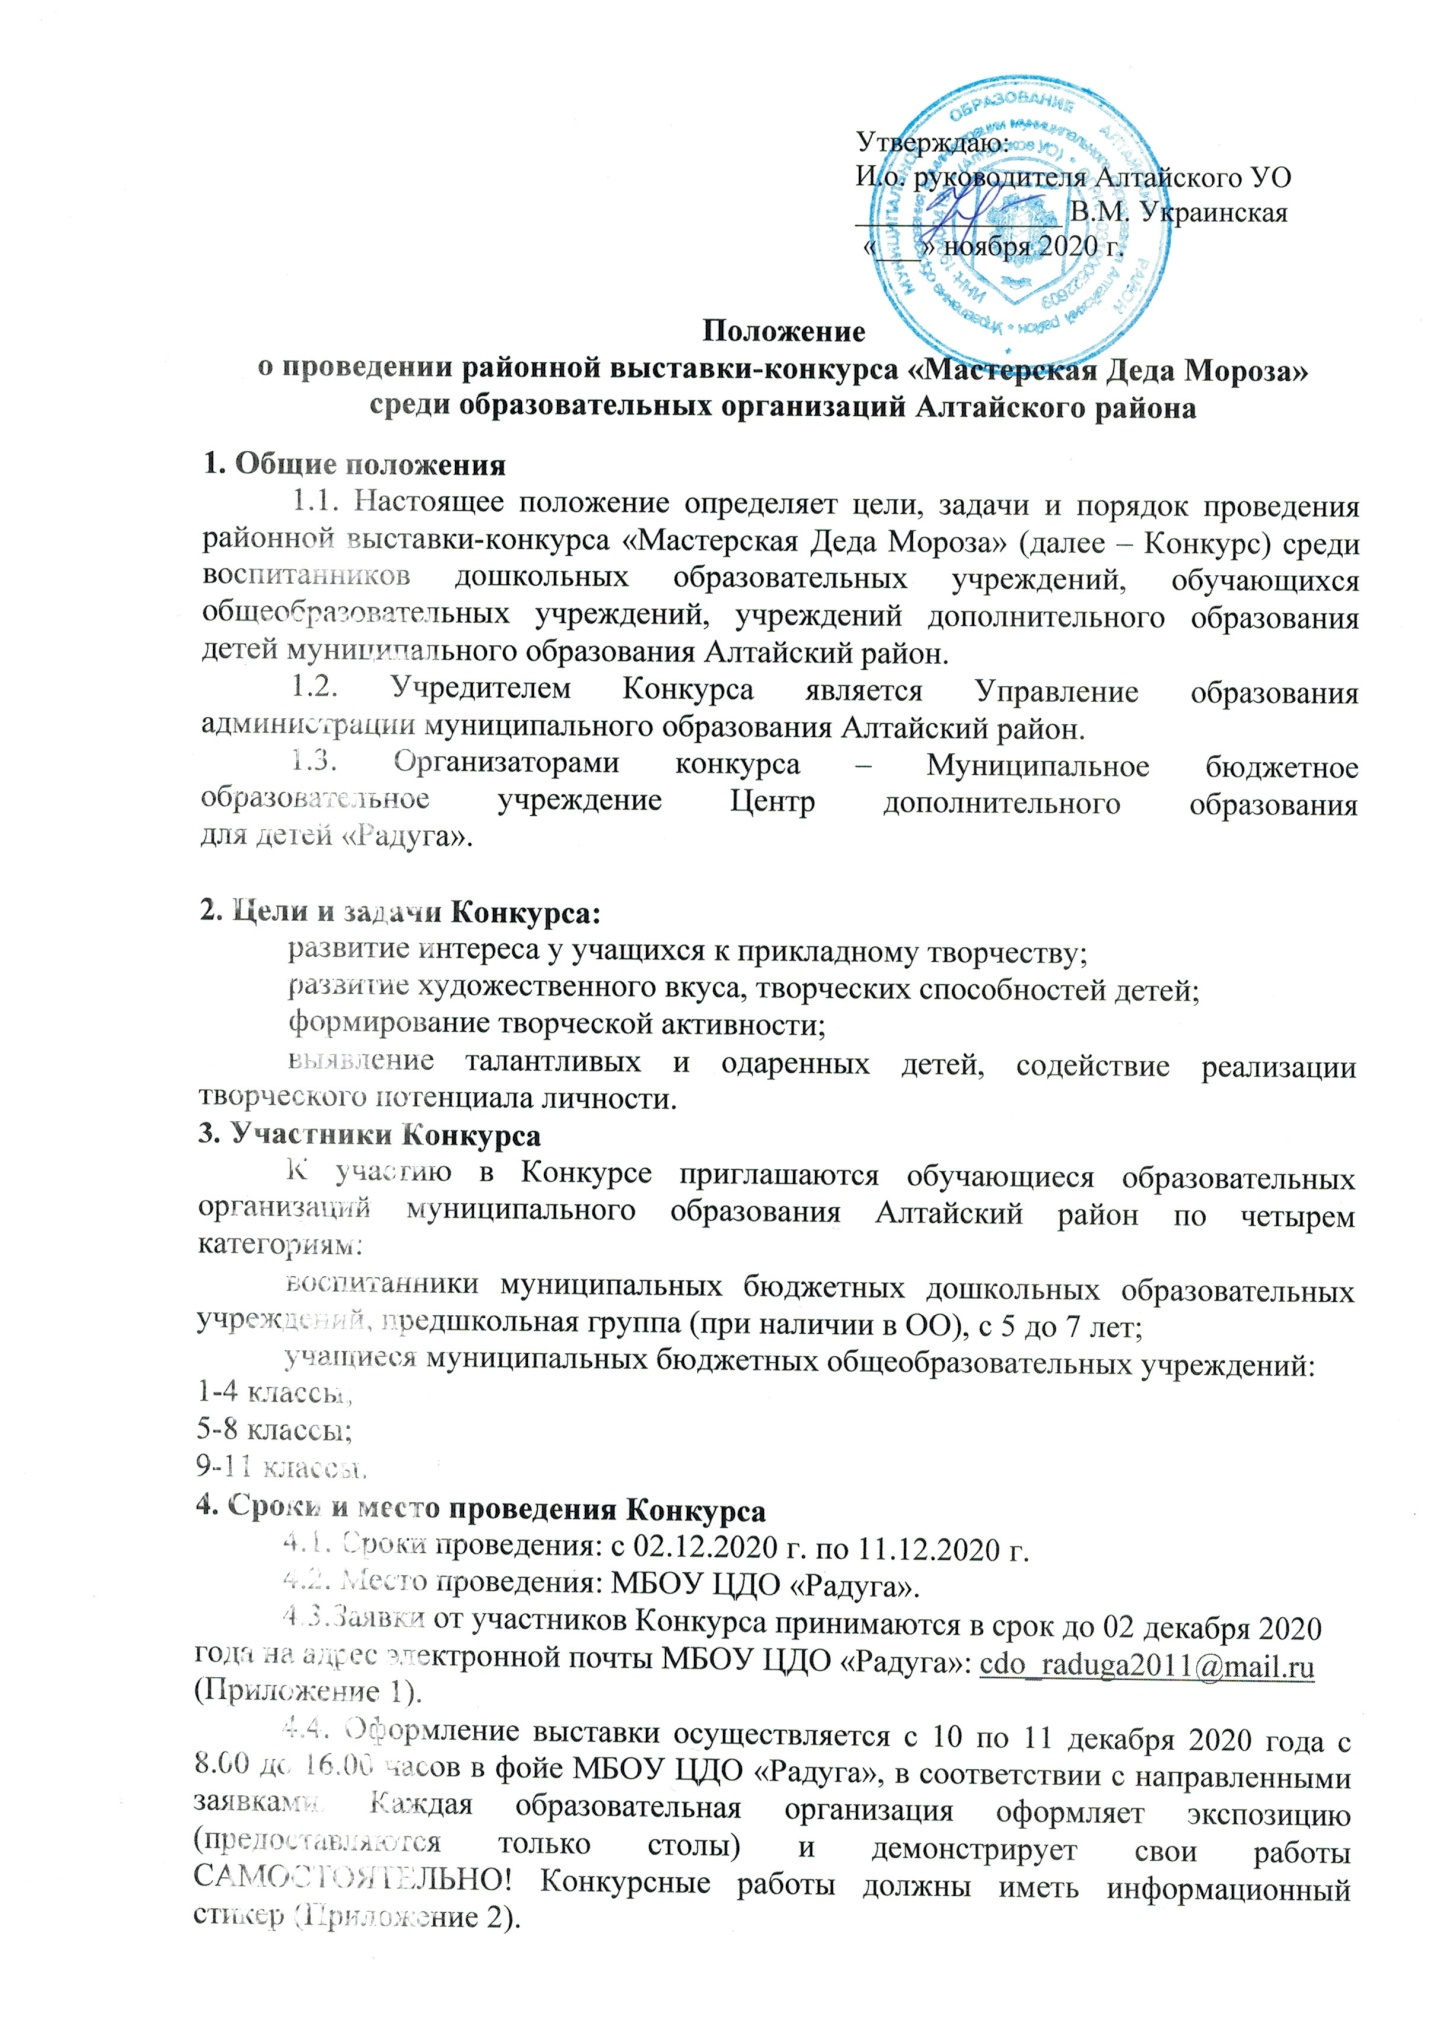 Утверждаю:
И.о. руководителя Алтайского УО
______________В.М. Украинская
«___» ноября 2020 г.
МУНИЦИПАЛЬНОЕ ОБРАЗОВАНИЕ АЛТАЙСКИЙ РАЙОН
Положение
о проведении районной выставки-конкурса «Мастерская Деда Мороза»
среди образовательных организаций Алтайского района
1. Общие положения
1.1. Настоящее положение определяет цели, задачи и порядок проведения
районной выставки-конкурса «Мастерская Деда Мороза» (далее – Конкурс) среди
воспитанников дошкольных образовательных учреждений, обучающихся
общеобразовательных учреждений, учреждений дополнительного образования
детей муниципального образования Алтайский район.
1.2. Учредителем Конкурса является Управление образования
администрации муниципального образования Алтайский район.
1.3. Организаторами конкурса – Муниципальное бюджетное
образовательное учреждение Центр дополнительного образования
для детей «Радуга».
2. Цели и задачи Конкурса:
развитие интереса у учащихся к прикладному творчеству;
развитие художественного вкуса, творческих способностей детей;
формирование творческой активности;
выявление талантливых и одаренных детей, содействие реализации
творческого потенциала личности.
3. Участники Конкурса
К участию в Конкурсе приглашаются обучающиеся образовательных
организаций муниципального образования Алтайский район по четырем
категориям:
воспитанники муниципальных бюджетных дошкольных образовательных
учреждений, предшкольная группа (при наличии в ОО), с 5 до 7 лет;
учащиеся муниципальных бюджетных общеобразовательных учреждений:
1-4 классы;
5-8 классы;
9-11 классы.
4. Сроки и место проведения Конкурса
4.1. Сроки проведения: с 02.12.2020 г. по 11.12.2020 г.
4.2. Место проведения: МБОУ ЦДО «Радуга».
4.3.Заявки от участников Конкурса принимаются в срок до 02 декабря 2020
года на адрес электронной почты МБОУ ЦДО «Радуга»: cdo_raduga2011@mail.ru
(Приложение 1).
4.4. Оформление выставки осуществляется с 10 по 11 декабря 2020 года с
8.00 до 16.00 часов в фойе МБОУ ЦДО «Радуга», в соответствии с направленными
заявками. Каждая образовательная организация оформляет экспозицию
(предоставляются только столы) и демонстрирует свои работы
САМОСТОЯТЕЛЬНО! Конкурсные работы должны иметь информационный
стикер (Приложение 2).